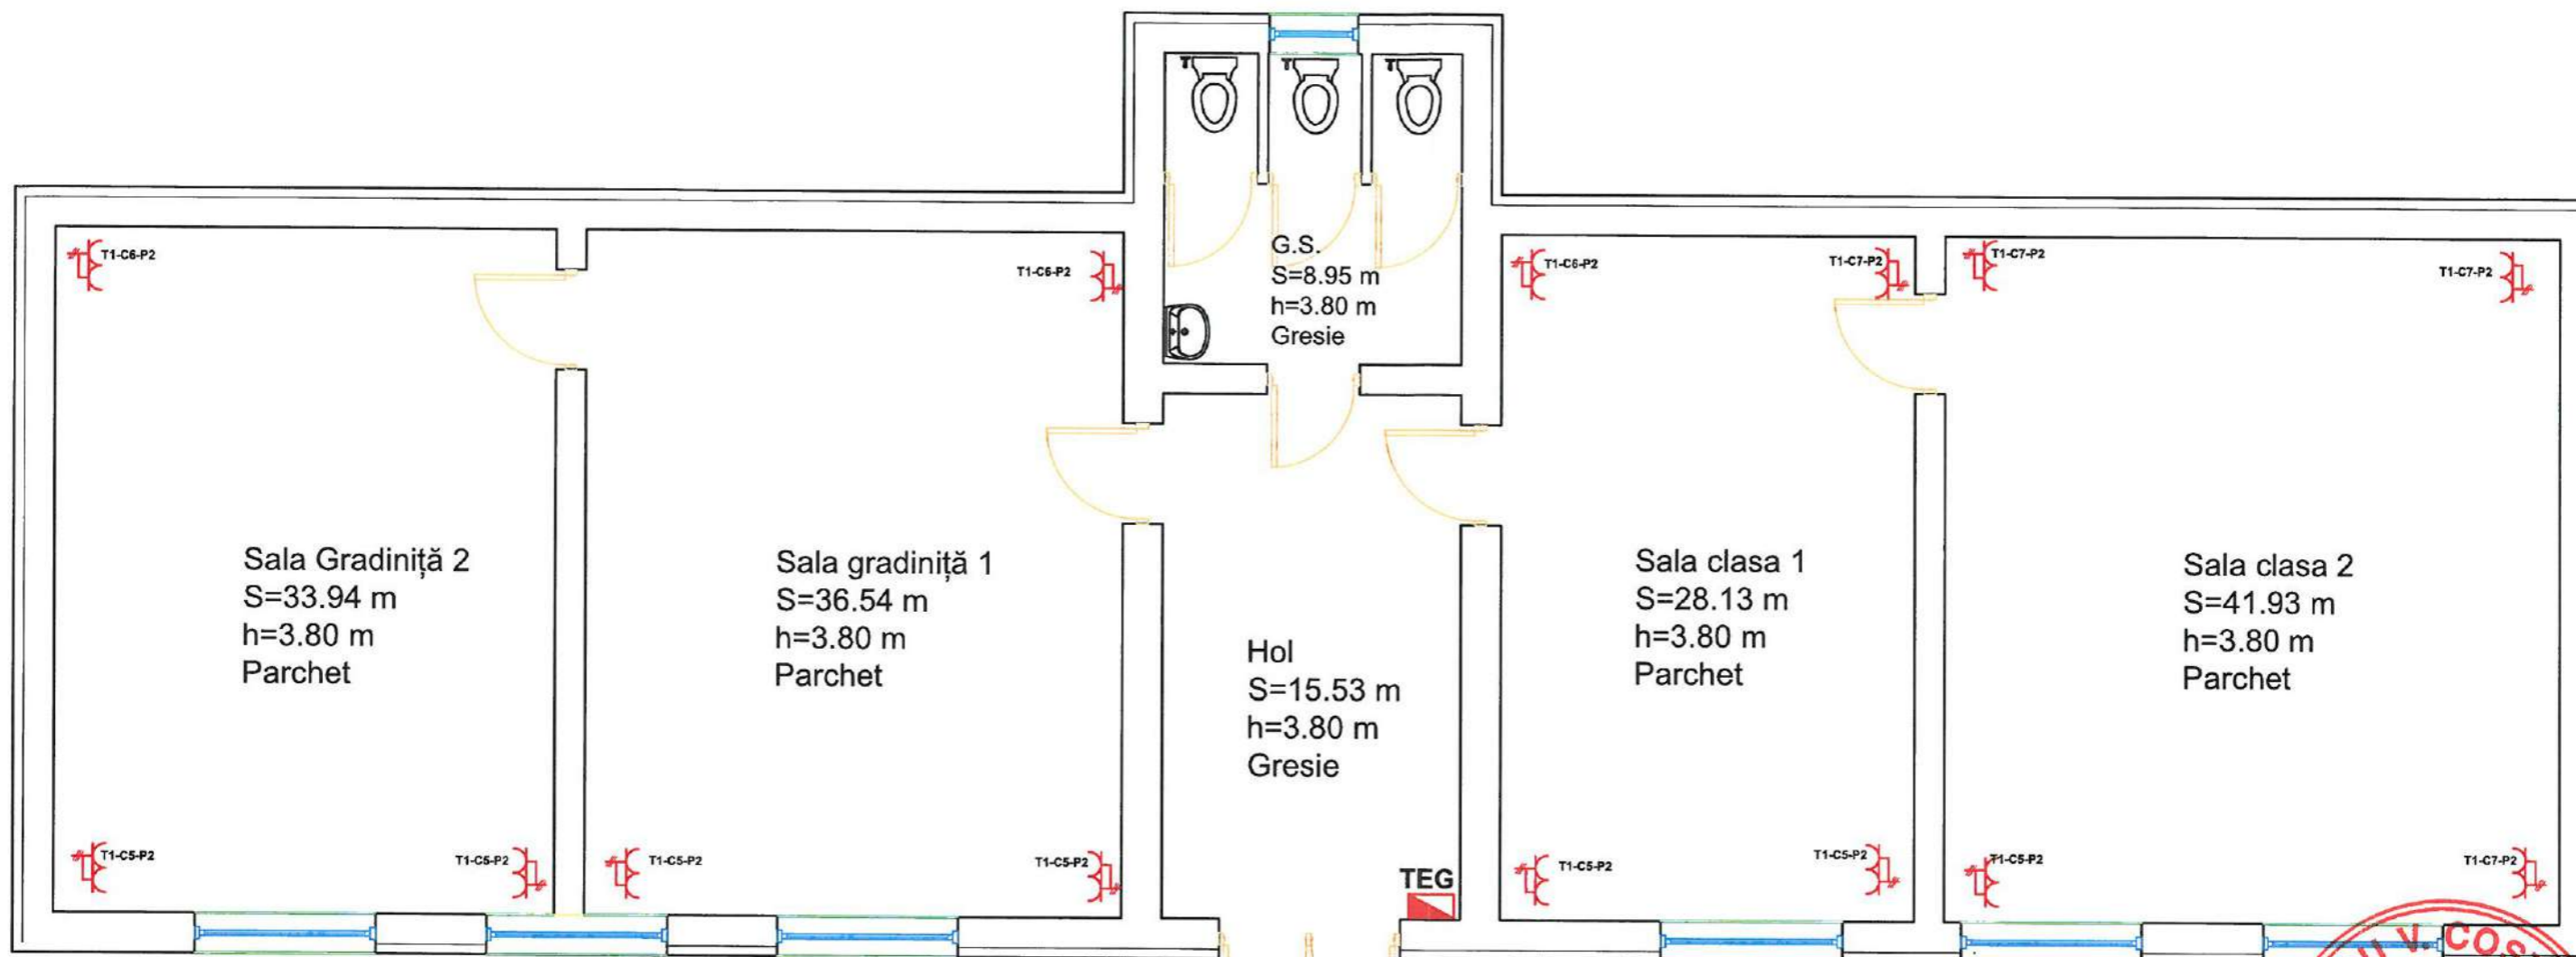 T
T
T
G.S.
S=8.95 m
h=3.80 m
Gresie
T1-C6-P2
T1-C6-P2
T1-C6-P2
T1-C7-P2
T1-C7-P2
T1-C7-P2
Sala Gradiniță 2
S=33.94 m
h=3.80 m
Parchet
Sala gradiniță 1
S=36.54 m
h=3.80 m
Parchet
Hol
S=15.53 m
h=3.80 m
Gresie
Sala clasa 1
S=28.13 m
h=3.80 m
Parchet
Sala clasa 2
S=41.93 m
h=3.80 m
Parchet
T1-C5-P2
T1-C5-P2
T1-C5-P2
T1-C5-P2
TEG
T1-C5-P2
T1-C5-P2
T1-C5-P2
T1-C7-P2